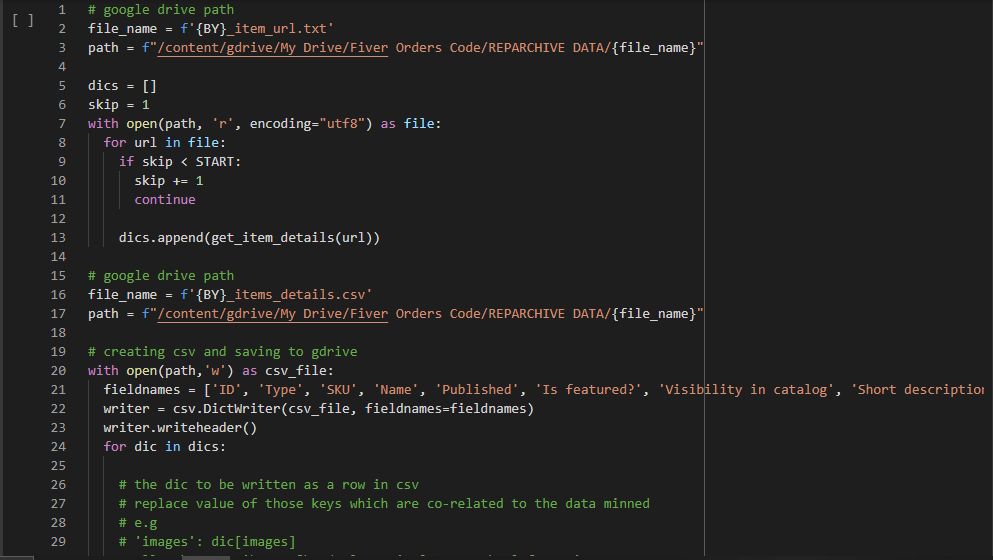 [ ]
1 # google drive path
2 file_name = f'{BY}_item_url.txt'
3 path = f"/content/gdrive/My Drive/Fiver Orders Code/REPARCHIVE DATA/{file_name}"
4
5 dics = []
6 skip = 1
7 with open(path, 'r', encoding="utf8") as file:
8 for url in file:
9 if skip < START:
10 skip += 1
11 continue
12
13 dics.append(get_item_details(url))
14
15 # google drive path
16 file_name = f'{BY}_items_details.csv'
17 path = f"/content/gdrive/My Drive/Fiver Orders Code/REPARCHIVE DATA/{file_name}"
18
19 # creating csv and saving to gdrive
20 with open(path,'w') as csv_file:
21 fieldnames = ['ID', 'Type', 'SKU', 'Name', 'Published', 'Is featured?', 'Visibility in catalog', 'Short description
22 writer = csv.DictWriter(csv_file, fieldnames=fieldnames)
23 writer.writeheader()
24 for dic in dics:
25
26 # the dic to be written as a row in csv
27 # replace value of those keys which are co-related to the data minned
28 # e.g
29 # 'images': dic[images]